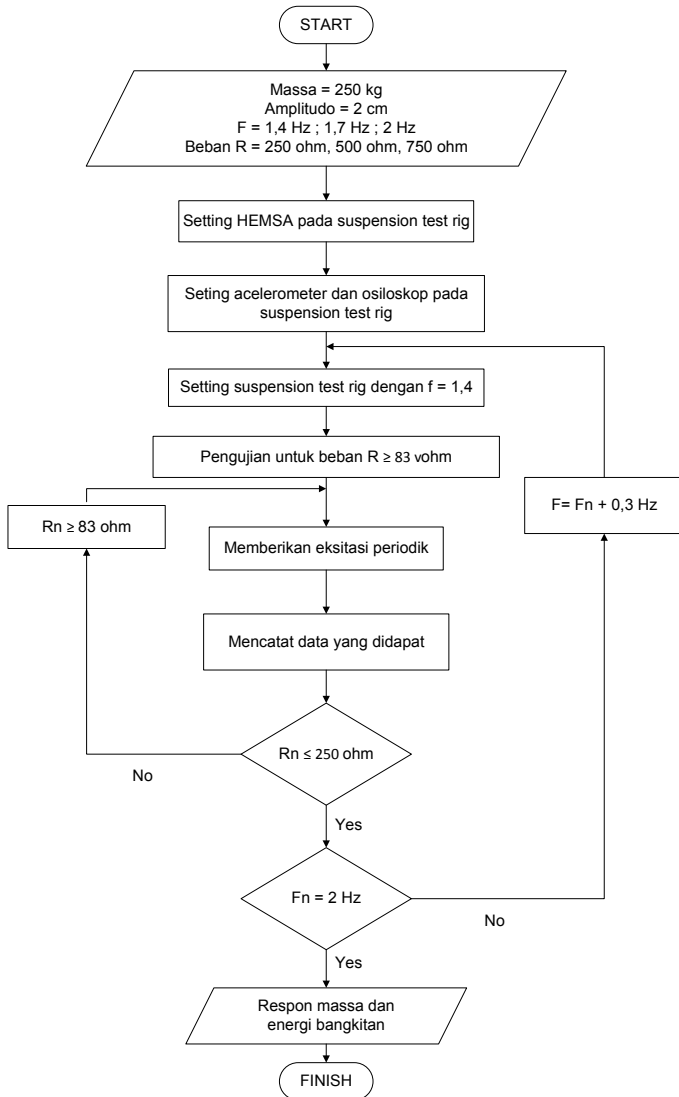 START
Massa = 250 kg
Amplitudo = 2 cm
F = 1,4 Hz ; 1,7 Hz ; 2 Hz
Beban R = 250 ohm, 500 ohm, 750 ohm
Setting HEMSA pada suspension test rig
Seting acelerometer dan osiloskop pada
suspension test rig
Setting suspension test rig dengan f = 1,4
Pengujian untuk beban R ≥ 83 vohm
Rn ≥ 83 ohm
F= Fn + 0,3 Hz
Memberikan eksitasi periodik
Mencatat data yang didapat
Rn ≤ 250 ohm
No
Yes
Fn = 2 Hz
No
Yes
Respon massa dan
energi bangkitan
FINISH